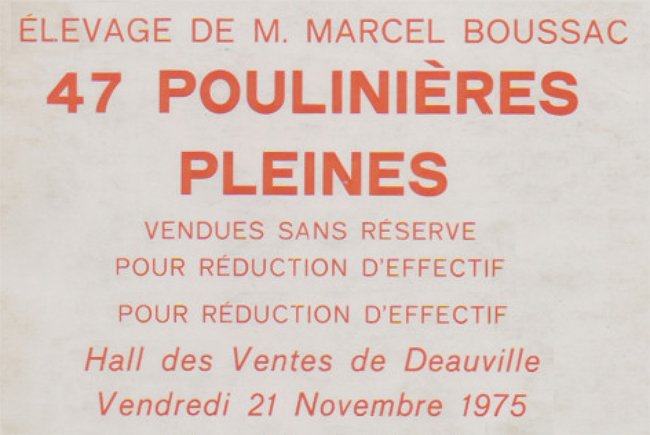 ÉLEVAGE DE M. MARCEL BOUSSAC
47 POULINIÈRES
PLEINES
VENDUES SANS RÉSERVE
POUR RÉDUCTION D'EFFECTIF
POUR RÉDUCTION D'EFFECTIF
Hall des Ventes de Deauville
Vendredi 21 Novembre 1975